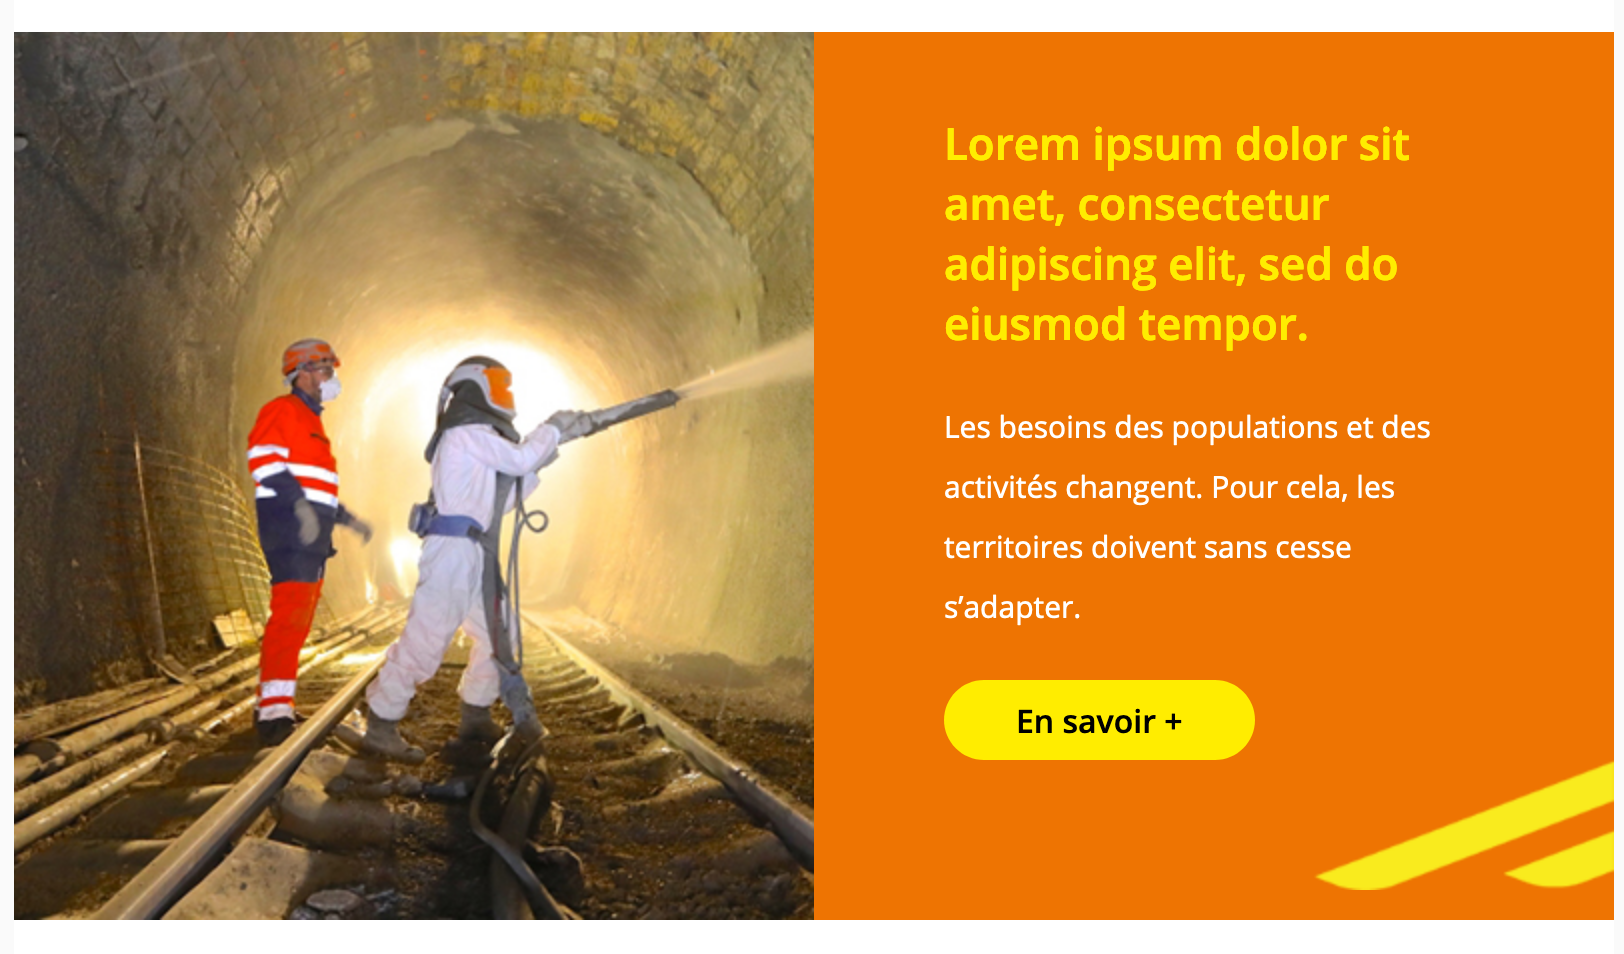 Lorem ipsum dolor sit
amet, consectetur
adipiscing elit, sed do
eiusmod tempor.
Les besoins des populations et des
activités changent. Pour cela, les
territoires doivent sans cesse
s’adapter.
En savoir +